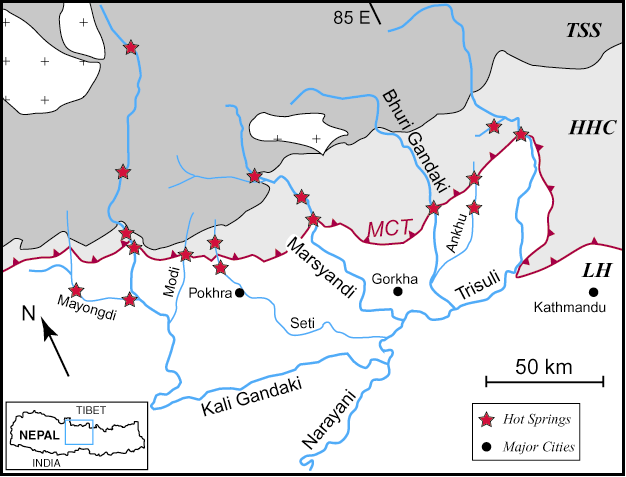 85 E
TSS
HHC
Bhuri Gandaki
MCT
Ankhu
Marsyandi
Modi
LH
Gorkha
Trisuli
Pokhra
Mayongdi
Kathmandu
N
Seti
50 km
Kali Gandaki
Narayani
TIBET
NEPAL
INDIA
Hot Springs
Major Cities